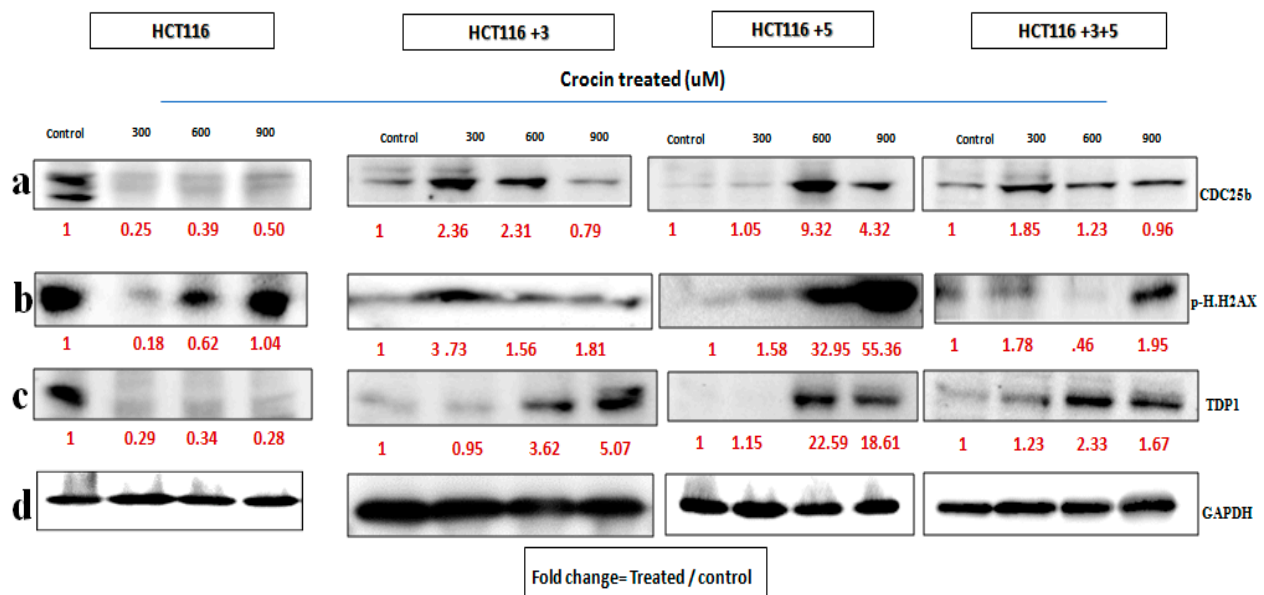 HCT116 HCT116 +3 HCT116 +5 HCT116 +3+5
Crocin treated (uM)
Control 300 600 900 Control 300 600 900 Control 300 600 900 Control 300 600 900
a CDC25b
1 0.25 0.39 0.50 1 2.36 2.31 0.79 1 1.05 9.32 4.32 1 1.85 1.23 0.96
b p-H.H2AX
1 0.18 0.62 1.04 1 3 .73 1.56 1.81 1 1.58 32.95 55.36 1 1.78 .46 1.95
c TDP1
1 0.29 0.34 0.28 1 0.95 3.62 5.07 1 1.15 22.59 18.61 1 1.23 2.33 1.67
d GAPDH
Fold change= Treated / control